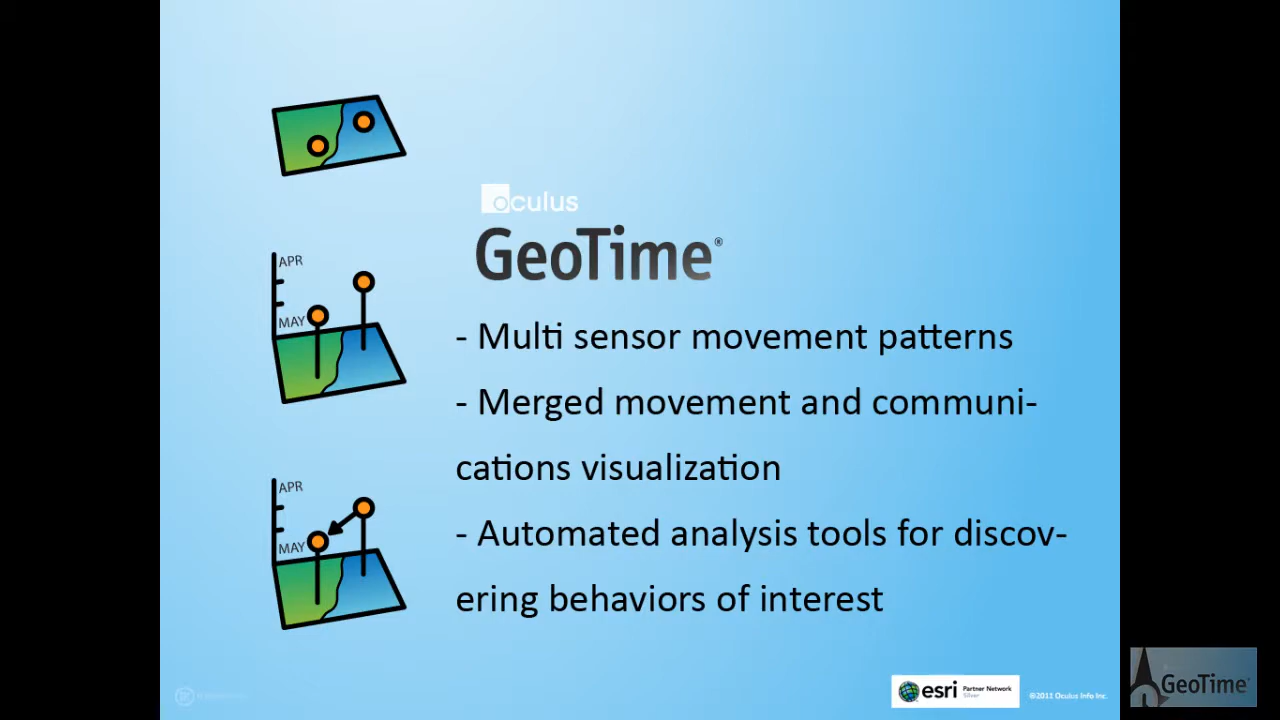 oculus
GeoTime®
APR
MAY
- Multi sensor movement patterns
- Merged movement and communi-
cations visualization
- Automated analysis tools for discov-
ering behaviors of interest
APR
MAY
esri Partner Network
Silver
©2011 Oculus Info Inc.
GeoTime